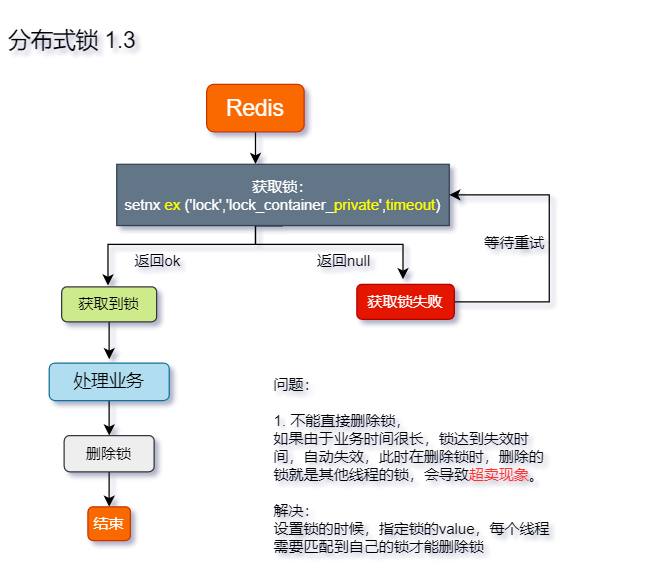 分布式锁 1.3
Redis
获取锁：
setnx ex ('lock','lock_container_private',timeout)
等待重试
返回ok
返回null
获取到锁
获取锁失败
处理业务
删除锁
结束
问题：
1. 不能直接删除锁，
如果由于业务时间很长，锁达到失效时
间，自动失效，此时在删除锁时，删除的
锁就是其他线程的锁，会导致超卖现象。
解决：
设置锁的时候，指定锁的value，每个线程
需要匹配到自己的锁才能删除锁